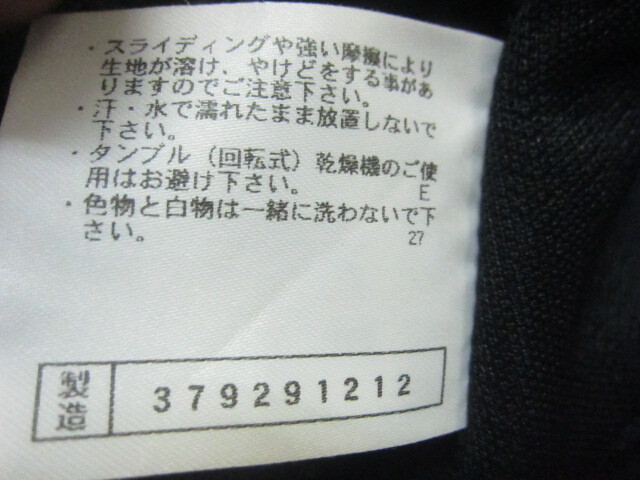 ・スライディングや強い摩擦により
生地が溶け、やけどをする事があ
りますのでご注意下さい。
・汗・水で濡れたまま放置しないで
下さい。
・タンブル（回転式）乾燥機のご使
用はお避け下さい。 E
・色物と白物は一緒に洗わないで下
さい。 27
製造 379291212